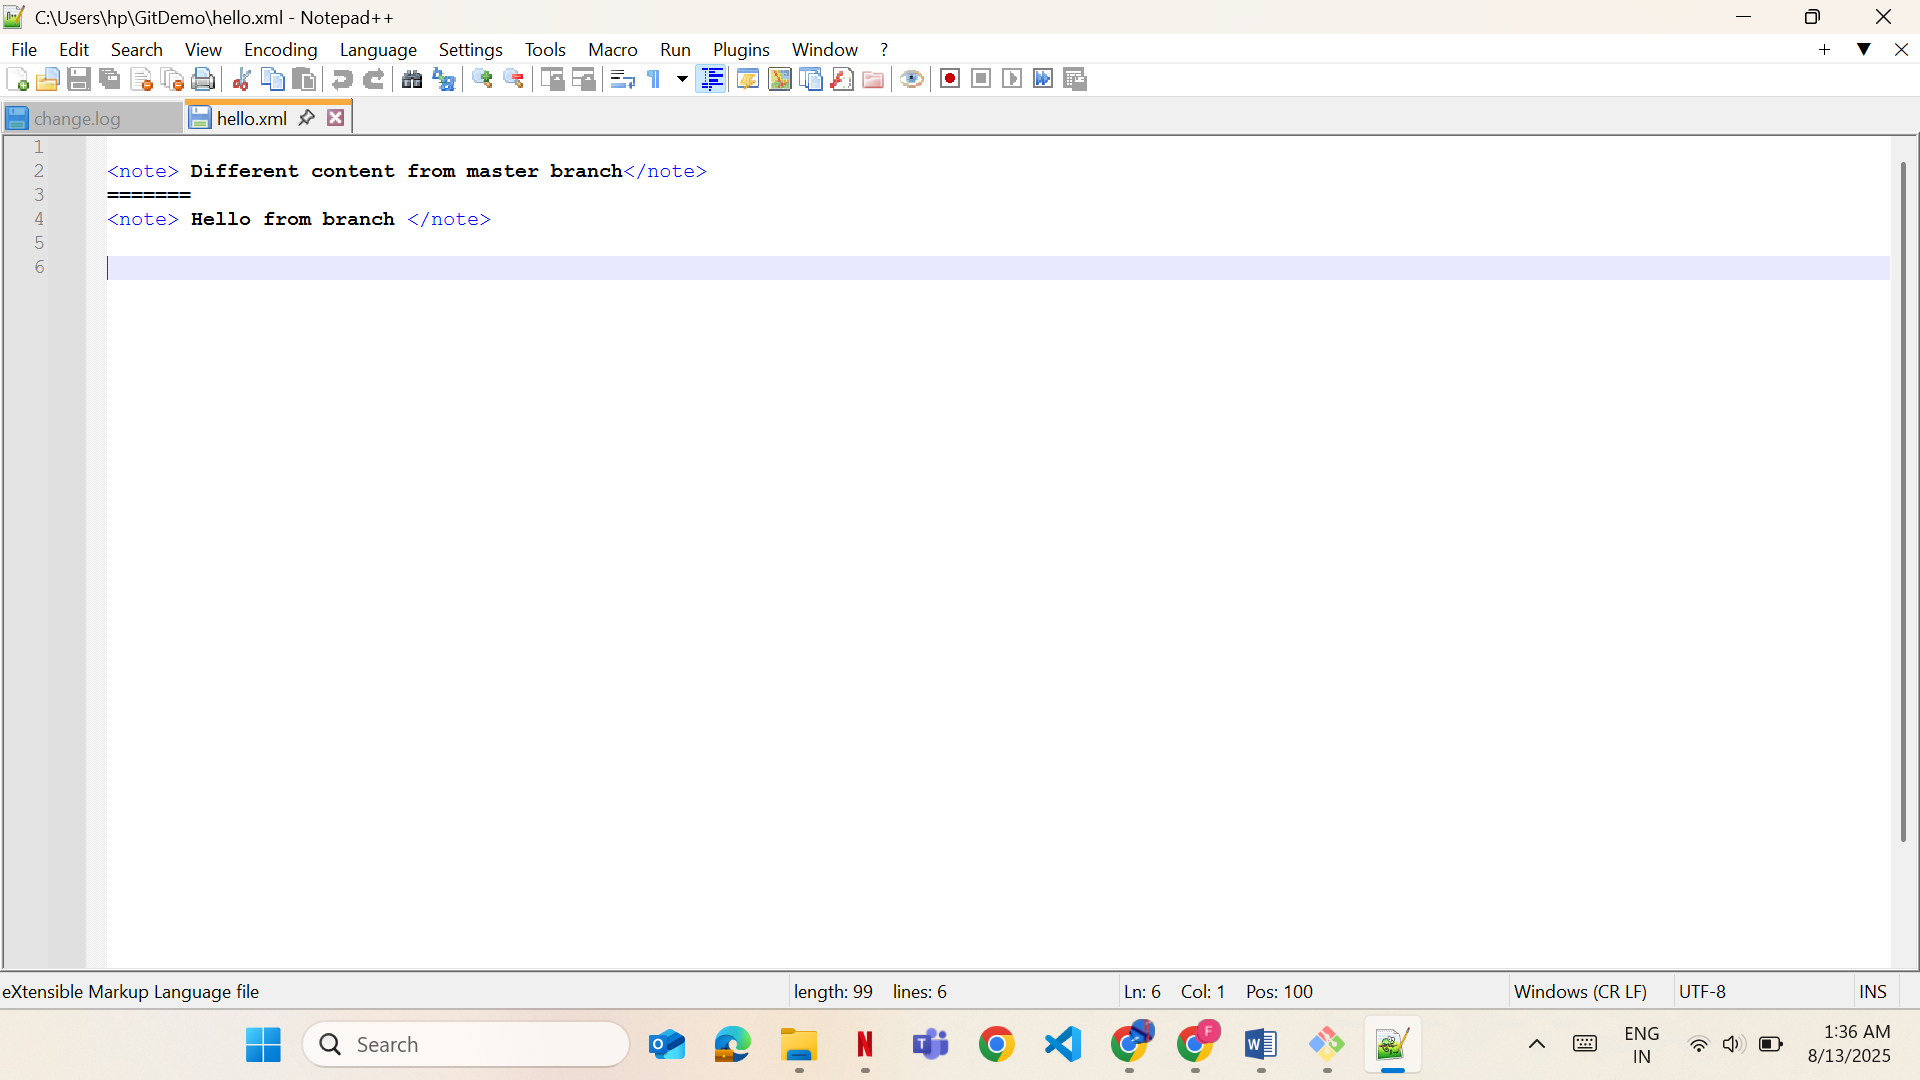 C:\Users\hp\GitDemo\hello.xml - Notepad++
File Edit Search View Encoding Language Settings Tools Macro Run Plugins Window ?
change.log hello.xml
1
2 <note> Different content from master branch</note>
3 =======
4 <note> Hello from branch </note>
5
6
eXtensible Markup Language file length: 99 lines: 6 Ln: 6 Col: 1 Pos: 100 Windows (CR LF) UTF-8 INS
Search
F
ENG
IN
1:36 AM
8/13/2025